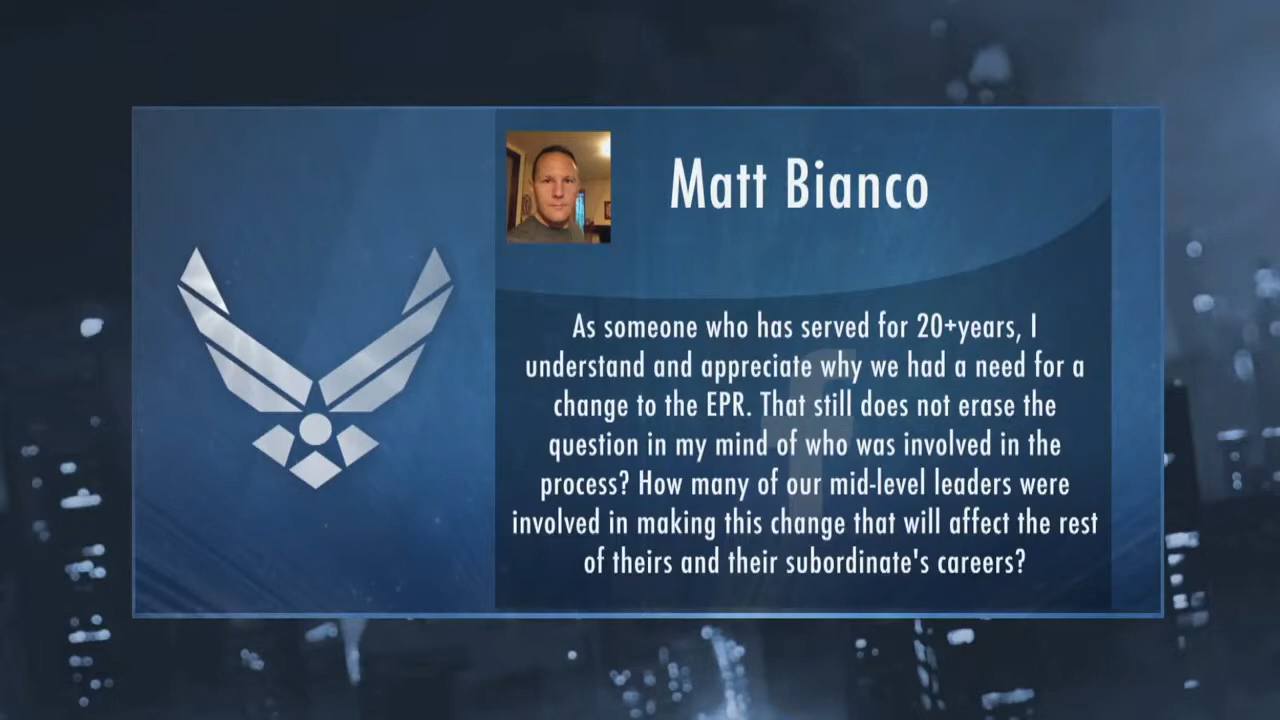 Matt Bianco
As someone who has served for 20+years, I
understand and appreciate why we had a need for a
change to the EPR. That still does not erase the
question in my mind of who was involved in the
process? How many of our mid-level leaders were
involved in making this change that will affect the rest
of theirs and their subordinate's careers?